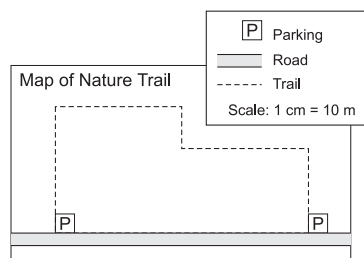 P Parking
Road
Map of Nature Trail
Trail
Scale: 1 cm = 10 m
P
P